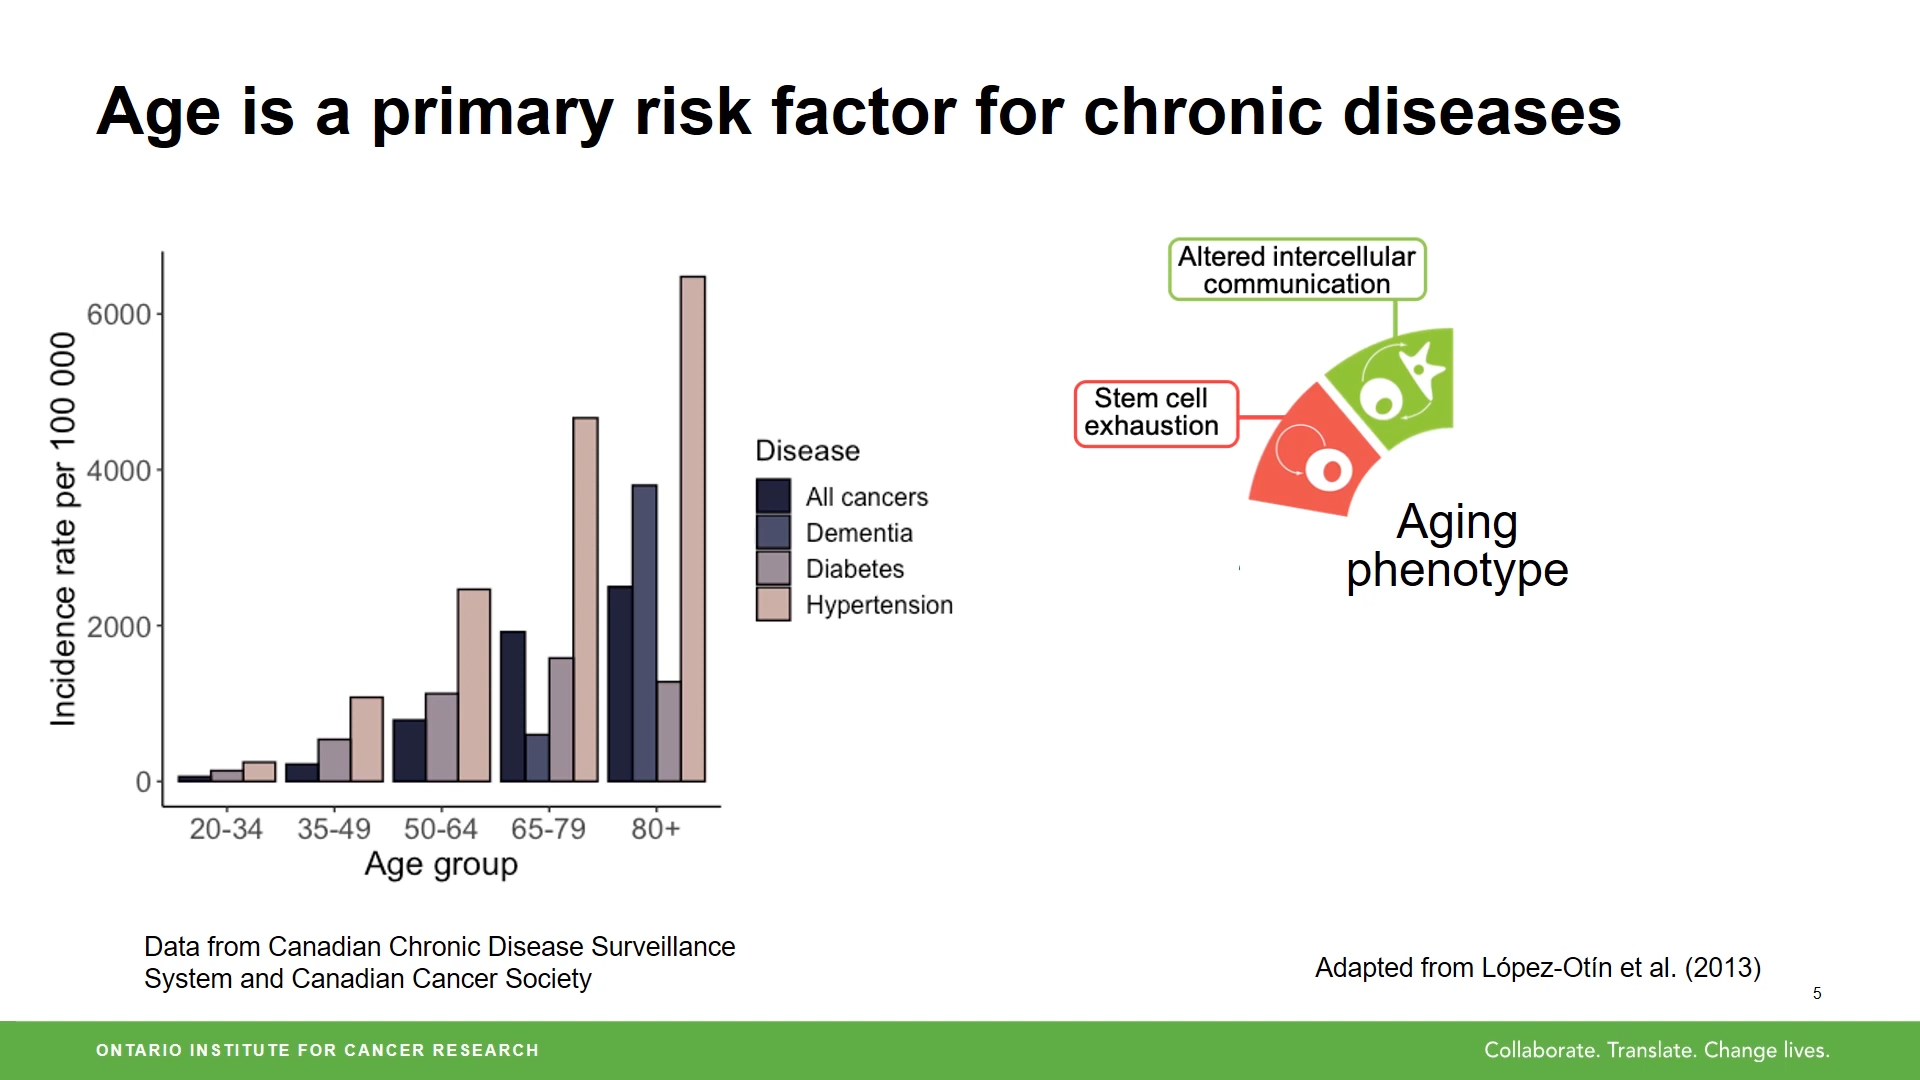 Age is a primary risk factor for chronic diseases
Incidence rate per 100 000
6000
4000
2000
0
20-34 35-49 50-64 65-79 80+
Age group
Disease
All cancers
Dementia
Diabetes
Hypertension
Data from Canadian Chronic Disease Surveillance
System and Canadian Cancer Society
Altered intercellular
communication
Stem cell
exhaustion
Aging
phenotype
Adapted from López-Otín et al. (2013)
5
ONTARIO INSTITUTE FOR CANCER RESEARCH
Collaborate. Translate. Change lives.